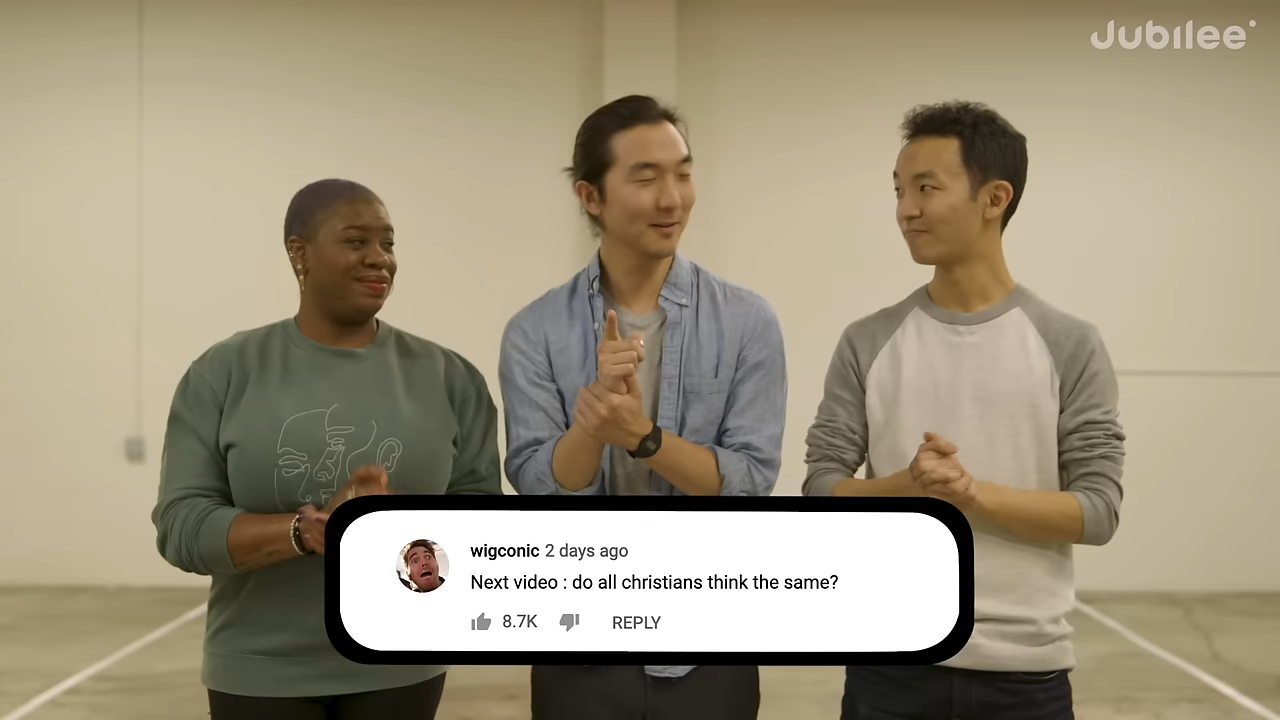 Jubilee
wigconic 2 days ago
Next video : do all christians think the same?
8.7K REPLY